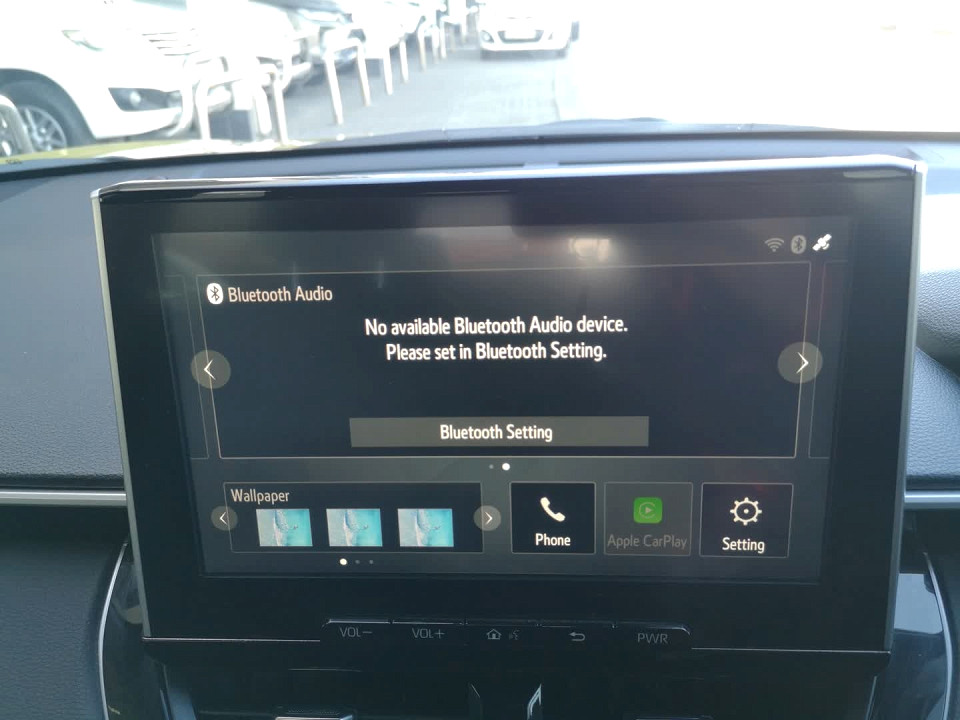 Bluetooth Audio
No available Bluetooth Audio device.
Please set in Bluetooth Setting.
Bluetooth Setting
Wallpaper
Phone
Apple CarPlay
Setting
VOL−
VOL+
PWR